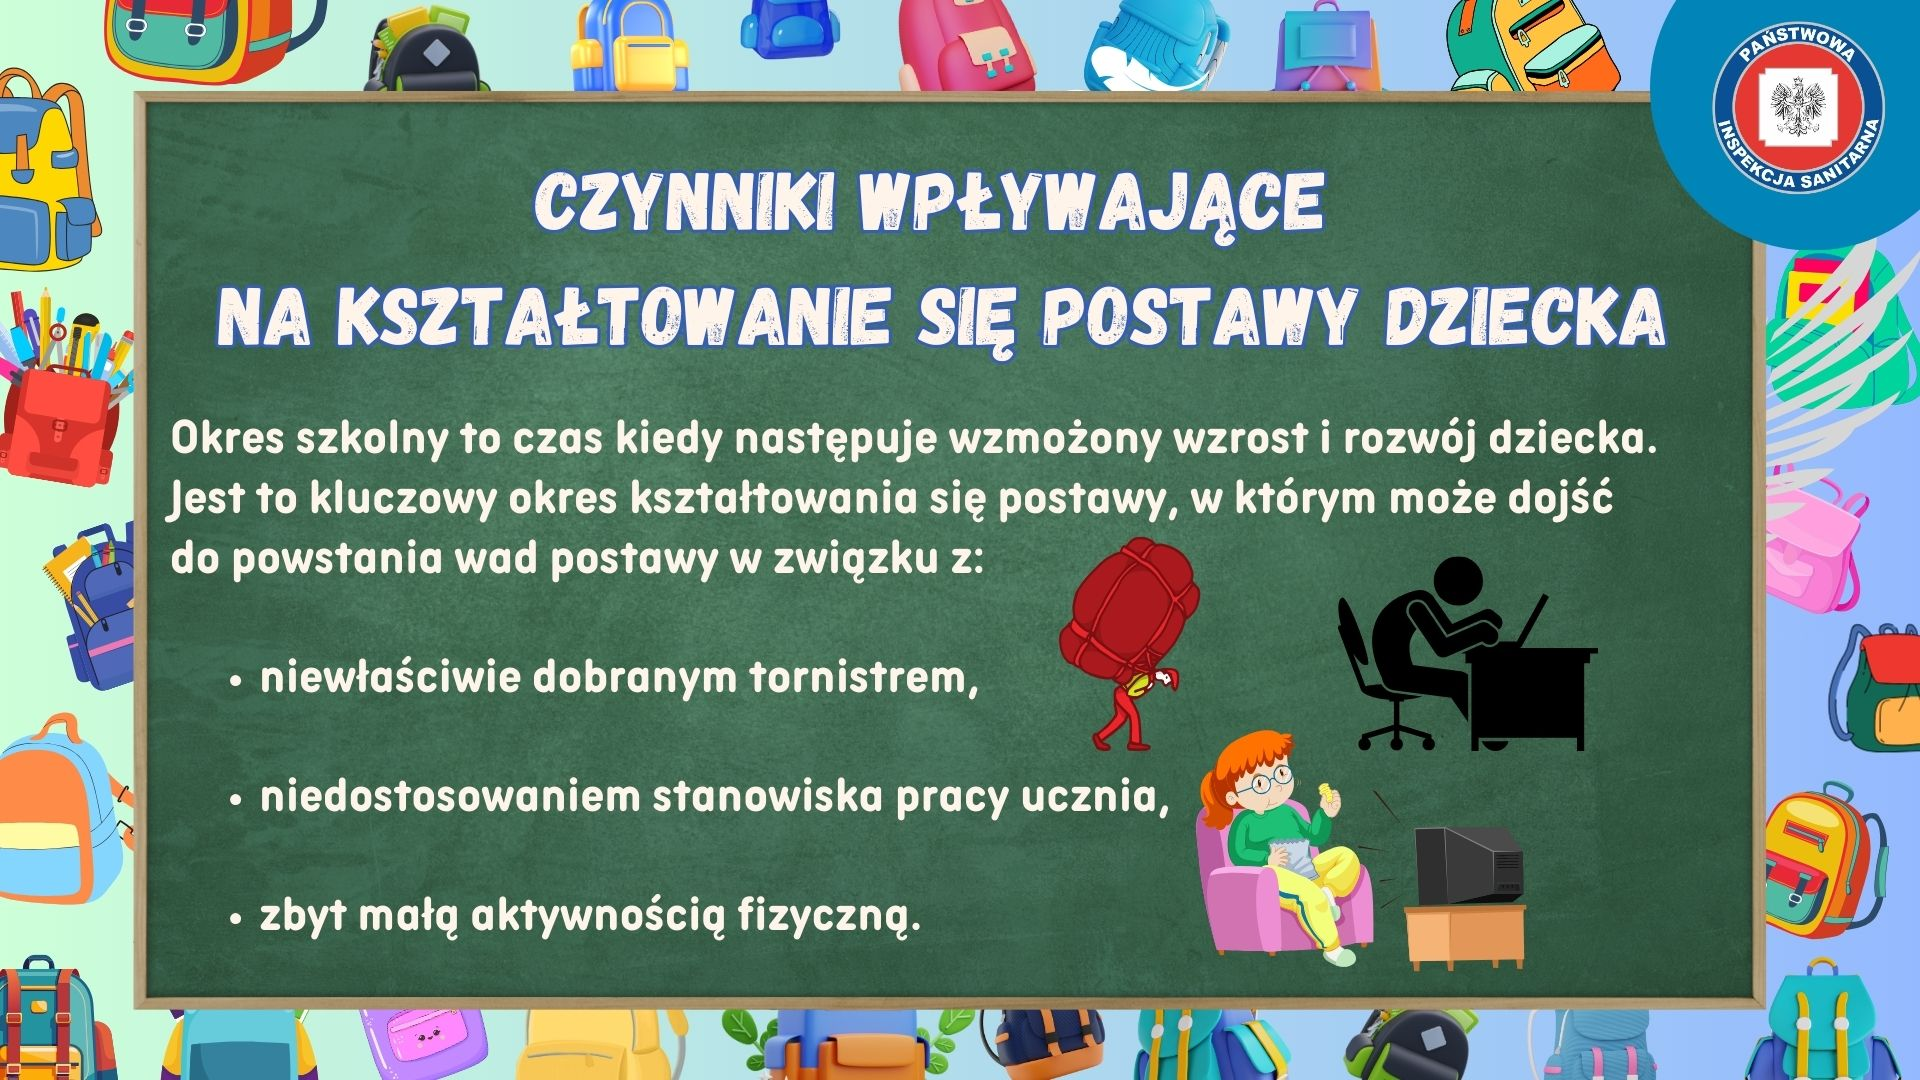 PAŃSTWOWA
INSPEKCJA SANITARNA
CZYNNIKI WPŁYWAJĄCE
NA KSZTAŁTOWANIE SIĘ POSTAWY DZIECKA
Okres szkolny to czas kiedy następuje wzmożony wzrost i rozwój dziecka.
Jest to kluczowy okres kształtowania się postawy, w którym może dojść
do powstania wad postawy w związku z:
• niewłaściwie dobranym tornistrem,
• niedostosowaniem stanowiska pracy ucznia,
• zbyt małą aktywnością fizyczną.